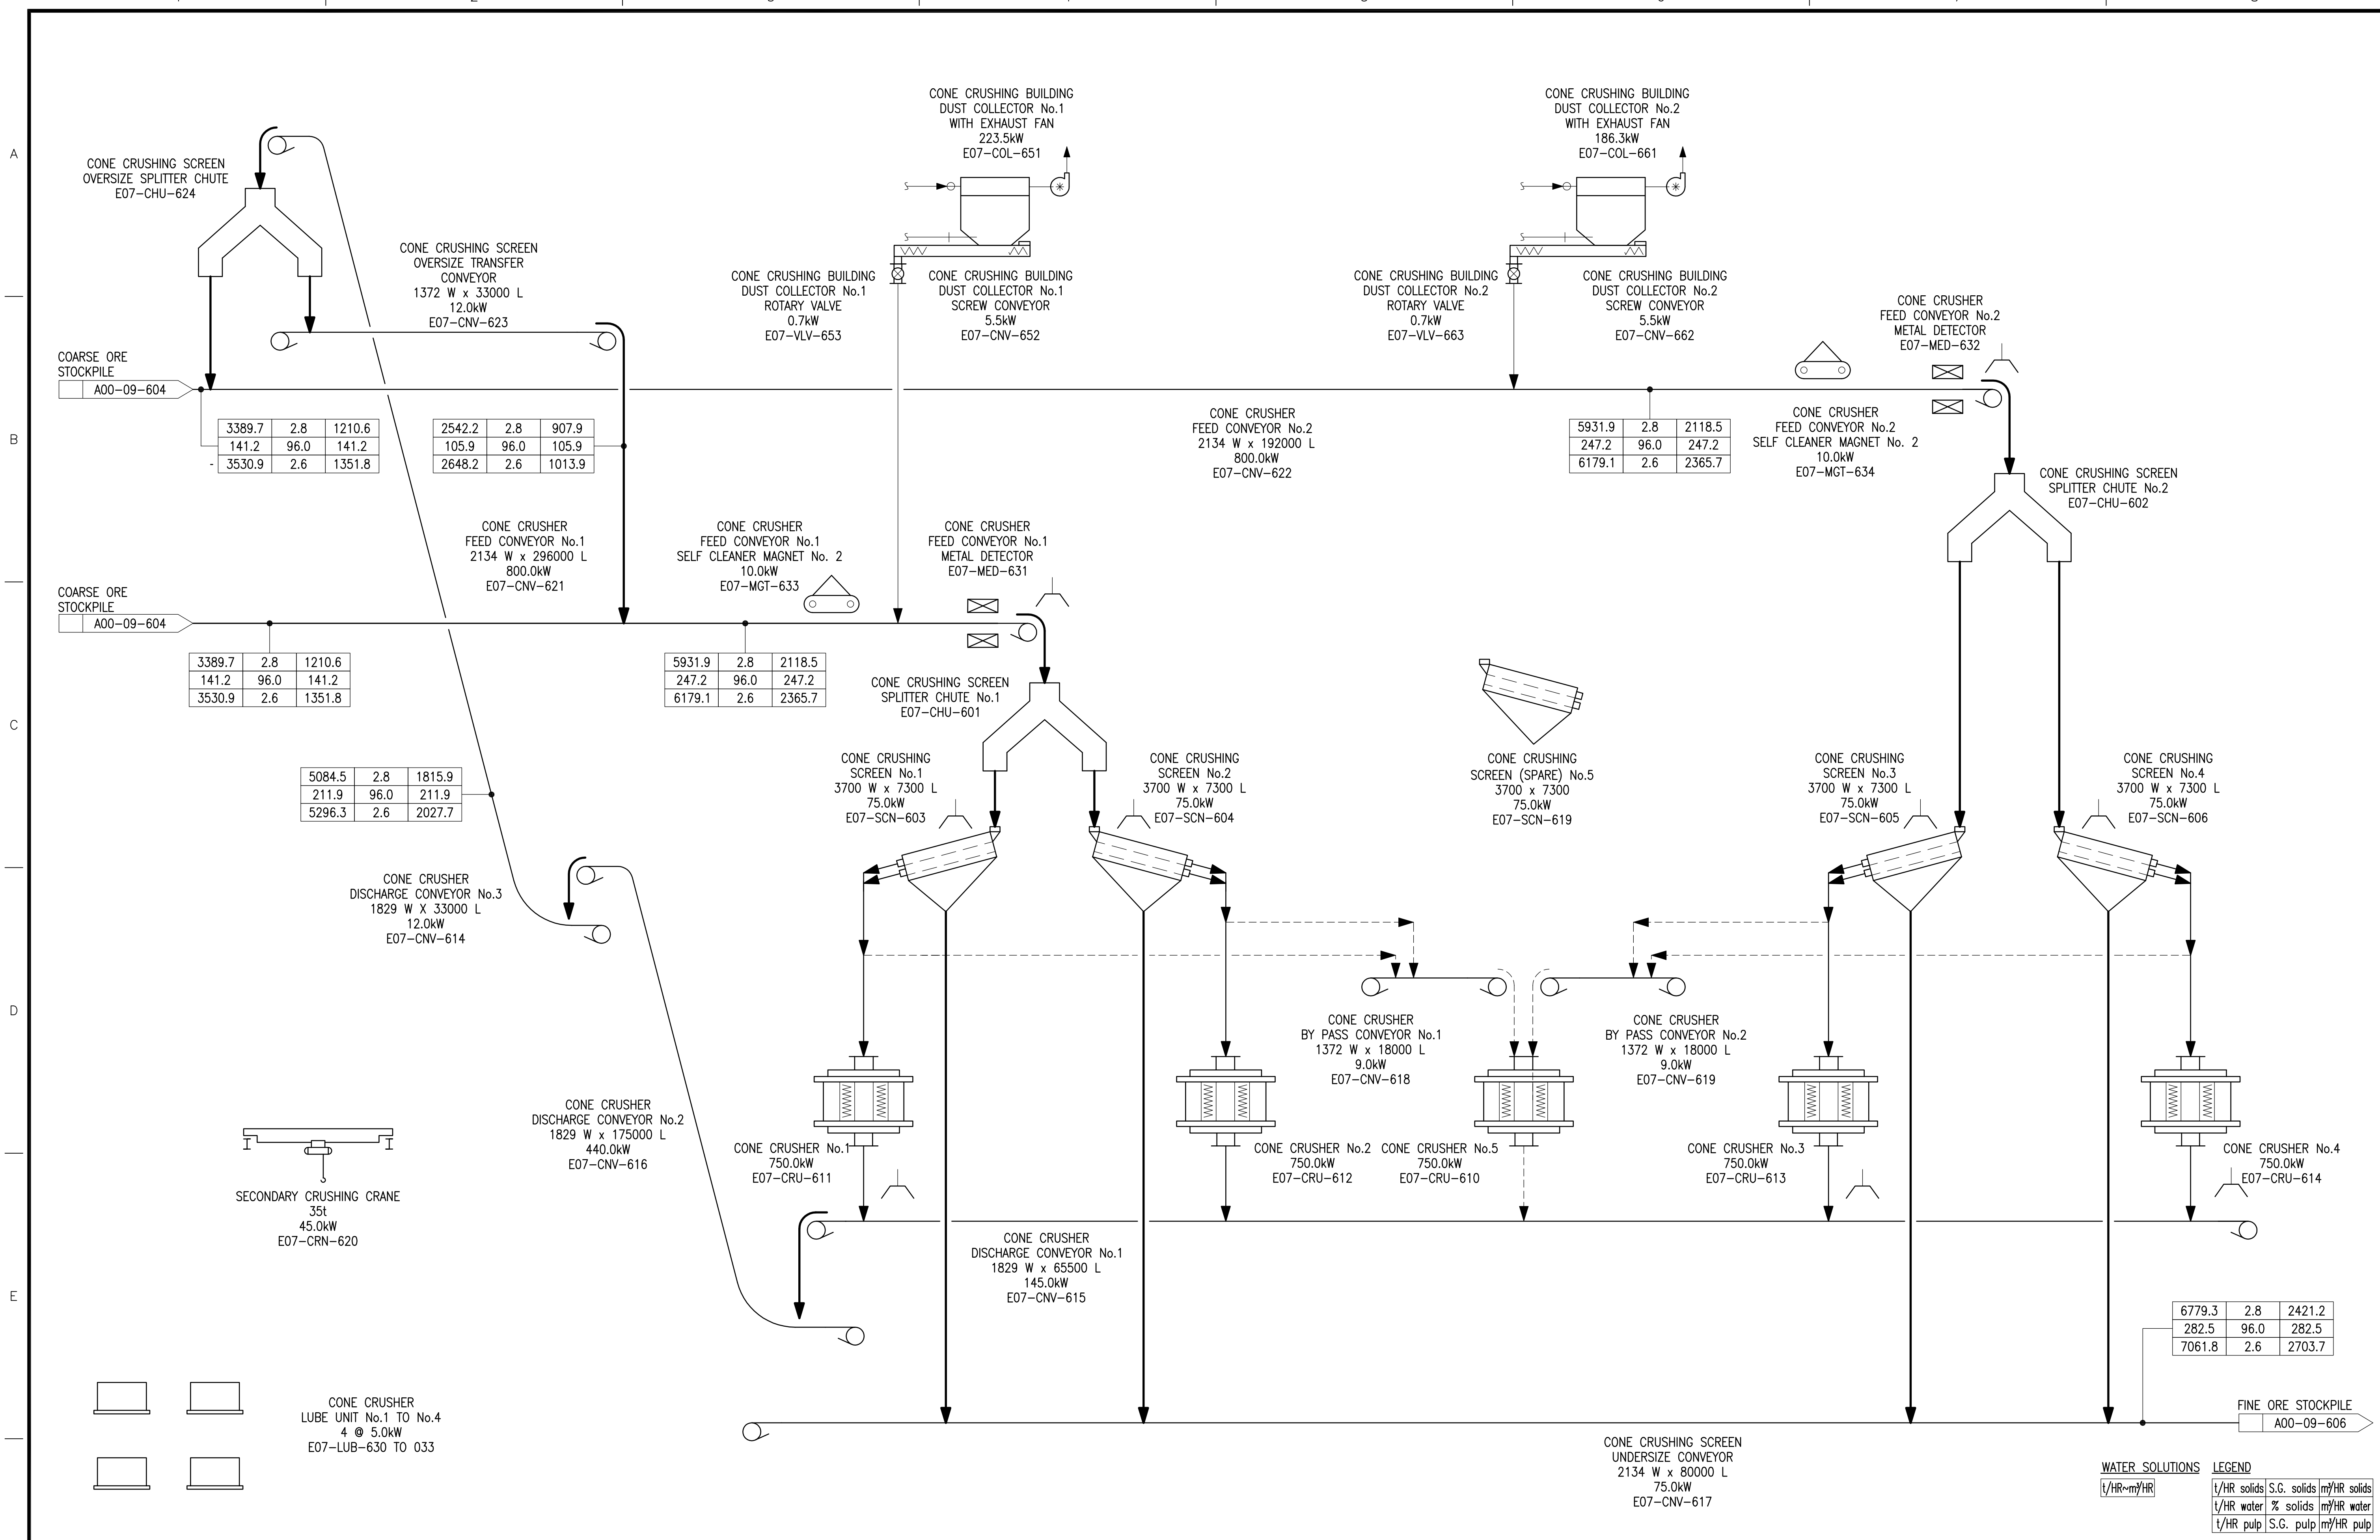 CONE CRUSHING BUILDING
DUST COLLECTOR No.1
WITH EXHAUST FAN
223.5kW
E07-COL-651
CONE CRUSHING BUILDING
DUST COLLECTOR No.2
WITH EXHAUST FAN
186.3kW
E07-COL-661
A
CONE CRUSHING SCREEN
OVERSIZE SPLITTER CHUTE
E07-CHU-624
CONE CRUSHING SCREEN
OVERSIZE TRANSFER
CONVEYOR
1372 W x 33000 L
12.0kW
E07-CNV-623
CONE CRUSHING BUILDING
DUST COLLECTOR No.1
ROTARY VALVE
0.7kW
E07-VLV-653
CONE CRUSHING BUILDING
DUST COLLECTOR No.1
SCREW CONVEYOR
5.5kW
E07-CNV-652
CONE CRUSHING BUILDING
DUST COLLECTOR No.2
ROTARY VALVE
0.7kW
E07-VLV-663
CONE CRUSHING BUILDING
DUST COLLECTOR No.2
SCREW CONVEYOR
5.5kW
E07-CNV-662
CONE CRUSHER
FEED CONVEYOR No.2
METAL DETECTOR
E07-MED-632
COARSE ORE
STOCKPILE
A00-09-604
B
3389.7 2.8 1210.6
141.2 96.0 141.2
- 3530.9 2.6 1351.8
2542.2 2.8 907.9
105.9 96.0 105.9
2648.2 2.6 1013.9
CONE CRUSHER
FEED CONVEYOR No.2
2134 W x 192000 L
800.0kW
E07-CNV-622
5931.9 2.8 2118.5
247.2 96.0 247.2
6179.1 2.6 2365.7
CONE CRUSHER
FEED CONVEYOR No.2
SELF CLEANER MAGNET No. 2
10.0kW
E07-MGT-634
CONE CRUSHING SCREEN
SPLITTER CHUTE No.2
E07-CHU-602
CONE CRUSHER
FEED CONVEYOR No.1
2134 W x 296000 L
800.0kW
E07-CNV-621
CONE CRUSHER
FEED CONVEYOR No.1
SELF CLEANER MAGNET No. 2
10.0kW
E07-MGT-633
CONE CRUSHER
FEED CONVEYOR No.1
METAL DETECTOR
E07-MED-631
COARSE ORE
STOCKPILE
A00-09-604
3389.7 2.8 1210.6
141.2 96.0 141.2
3530.9 2.6 1351.8
5931.9 2.8 2118.5
247.2 96.0 247.2
6179.1 2.6 2365.7
CONE CRUSHING SCREEN
SPLITTER CHUTE No.1
E07-CHU-601
C
5084.5 2.8 1815.9
211.9 96.0 211.9
5296.3 2.6 2027.7
CONE CRUSHING
SCREEN No.1
3700 W x 7300 L
75.0kW
E07-SCN-603
CONE CRUSHING
SCREEN No.2
3700 W x 7300 L
75.0kW
E07-SCN-604
CONE CRUSHING
SCREEN (SPARE) No.5
3700 x 7300
75.0kW
E07-SCN-619
CONE CRUSHING
SCREEN No.3
3700 W x 7300 L
75.0kW
E07-SCN-605
CONE CRUSHING
SCREEN No.4
3700 W x 7300 L
75.0kW
E07-SCN-606
CONE CRUSHER
DISCHARGE CONVEYOR No.3
1829 W X 33000 L
12.0kW
E07-CNV-614
D
CONE CRUSHER
BY PASS CONVEYOR No.1
1372 W x 18000 L
9.0kW
E07-CNV-618
CONE CRUSHER
BY PASS CONVEYOR No.2
1372 W x 18000 L
9.0kW
E07-CNV-619
CONE CRUSHER
DISCHARGE CONVEYOR No.2
1829 W x 175000 L
440.0kW
E07-CNV-616
CONE CRUSHER No.1
750.0kW
E07-CRU-611
CONE CRUSHER No.2
750.0kW
E07-CRU-612
CONE CRUSHER No.5
750.0kW
E07-CRU-610
CONE CRUSHER No.3
750.0kW
E07-CRU-613
CONE CRUSHER No.4
750.0kW
E07-CRU-614
SECONDARY CRUSHING CRANE
35t
45.0kW
E07-CRN-620
CONE CRUSHER
DISCHARGE CONVEYOR No.1
1829 W x 65500 L
145.0kW
E07-CNV-615
E
6779.3 2.8 2421.2
282.5 96.0 282.5
7061.8 2.6 2703.7
CONE CRUSHER
LUBE UNIT No.1 TO No.4
4 @ 5.0kW
E07-LUB-630 TO 033
FINE ORE STOCKPILE
A00-09-606
CONE CRUSHING SCREEN
UNDERSIZE CONVEYOR
2134 W x 80000 L
75.0kW
E07-CNV-617
WATER SOLUTIONS
t/HR~m³/HR
LEGEND
t/HR solids S.G. solids m³/HR solids
t/HR water % solids m³/HR water
t/HR pulp S.G. pulp m³/HR pulp